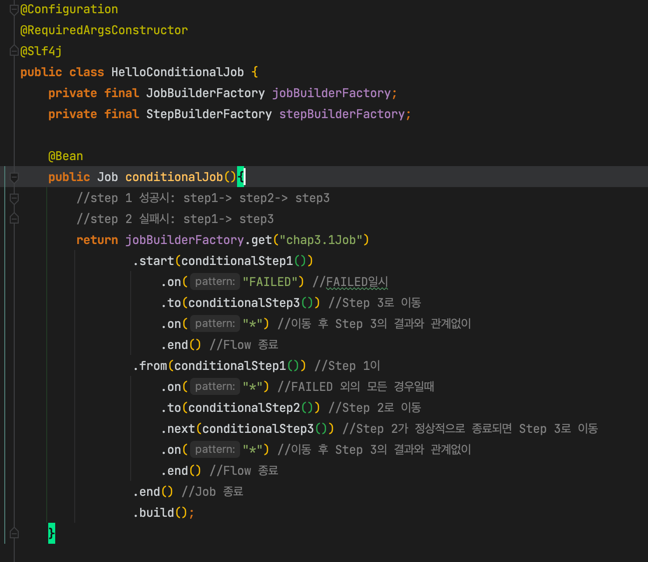 @Configuration
@RequiredArgsConstructor
@Slf4j
public class HelloConditionalJob {
    private final JobBuilderFactory jobBuilderFactory;
    private final StepBuilderFactory stepBuilderFactory;

    @Bean
    public Job conditionalJob(){
        //step 1 성공시: step1-> step2-> step3
        //step 2 실패시: step1-> step3
        return jobBuilderFactory.get("chap3.1Job")
                .start(conditionalStep1())
                    .on( pattern: "FAILED") //FAILED일시
                    .to(conditionalStep3()) //Step 3로 이동
                    .on( pattern: "*") //이동 후 Step 3의 결과와 관계없이
                    .end() //Flow 종료
                .from(conditionalStep1()) //Step 1이
                    .on( pattern: "*") //FAILED 외의 모든 경우일때
                    .to(conditionalStep2()) //Step 2로 이동
                    .next(conditionalStep3()) //Step 2가 정상적으로 종료되면 Step 3로 이동
                    .on( pattern: "*") //이동 후 Step 3의 결과와 관계없이
                    .end() //Flow 종료
                .end() //Job 종료
                .build();
    }